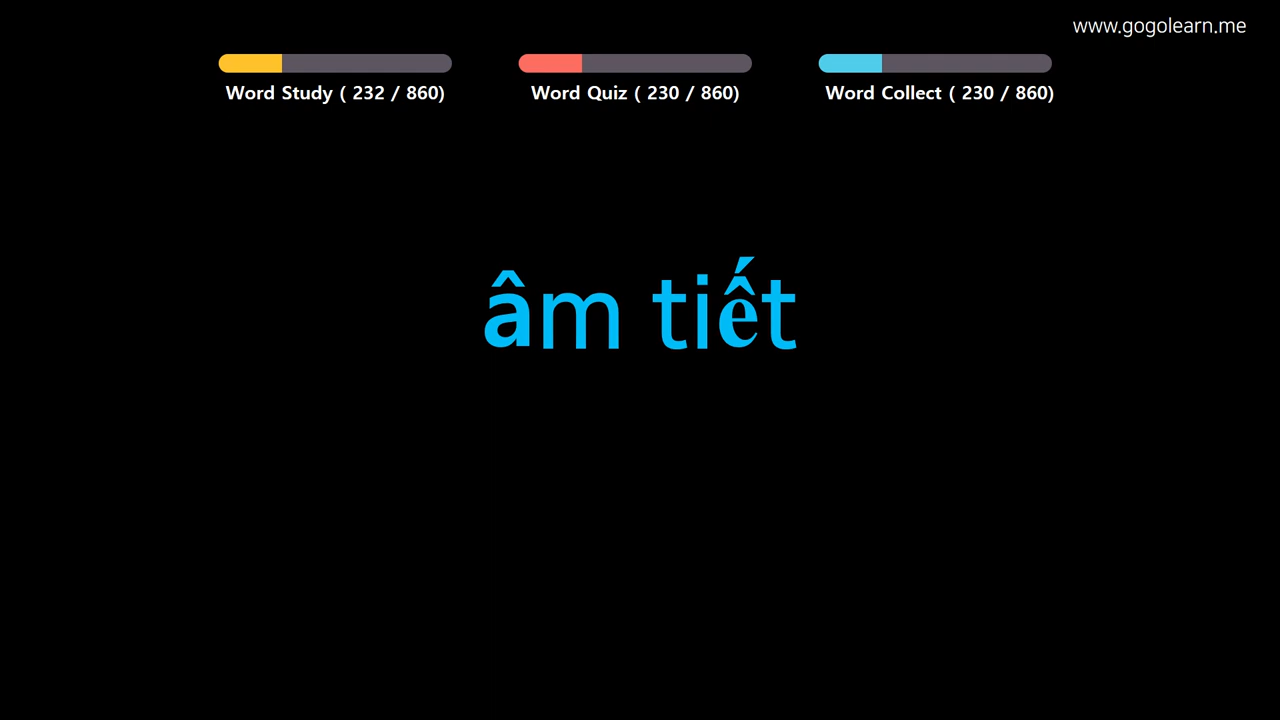 www.gogolearn.me
Word Study ( 232 / 860)
Word Quiz ( 230 / 860)
Word Collect ( 230 / 860)
âm tiết